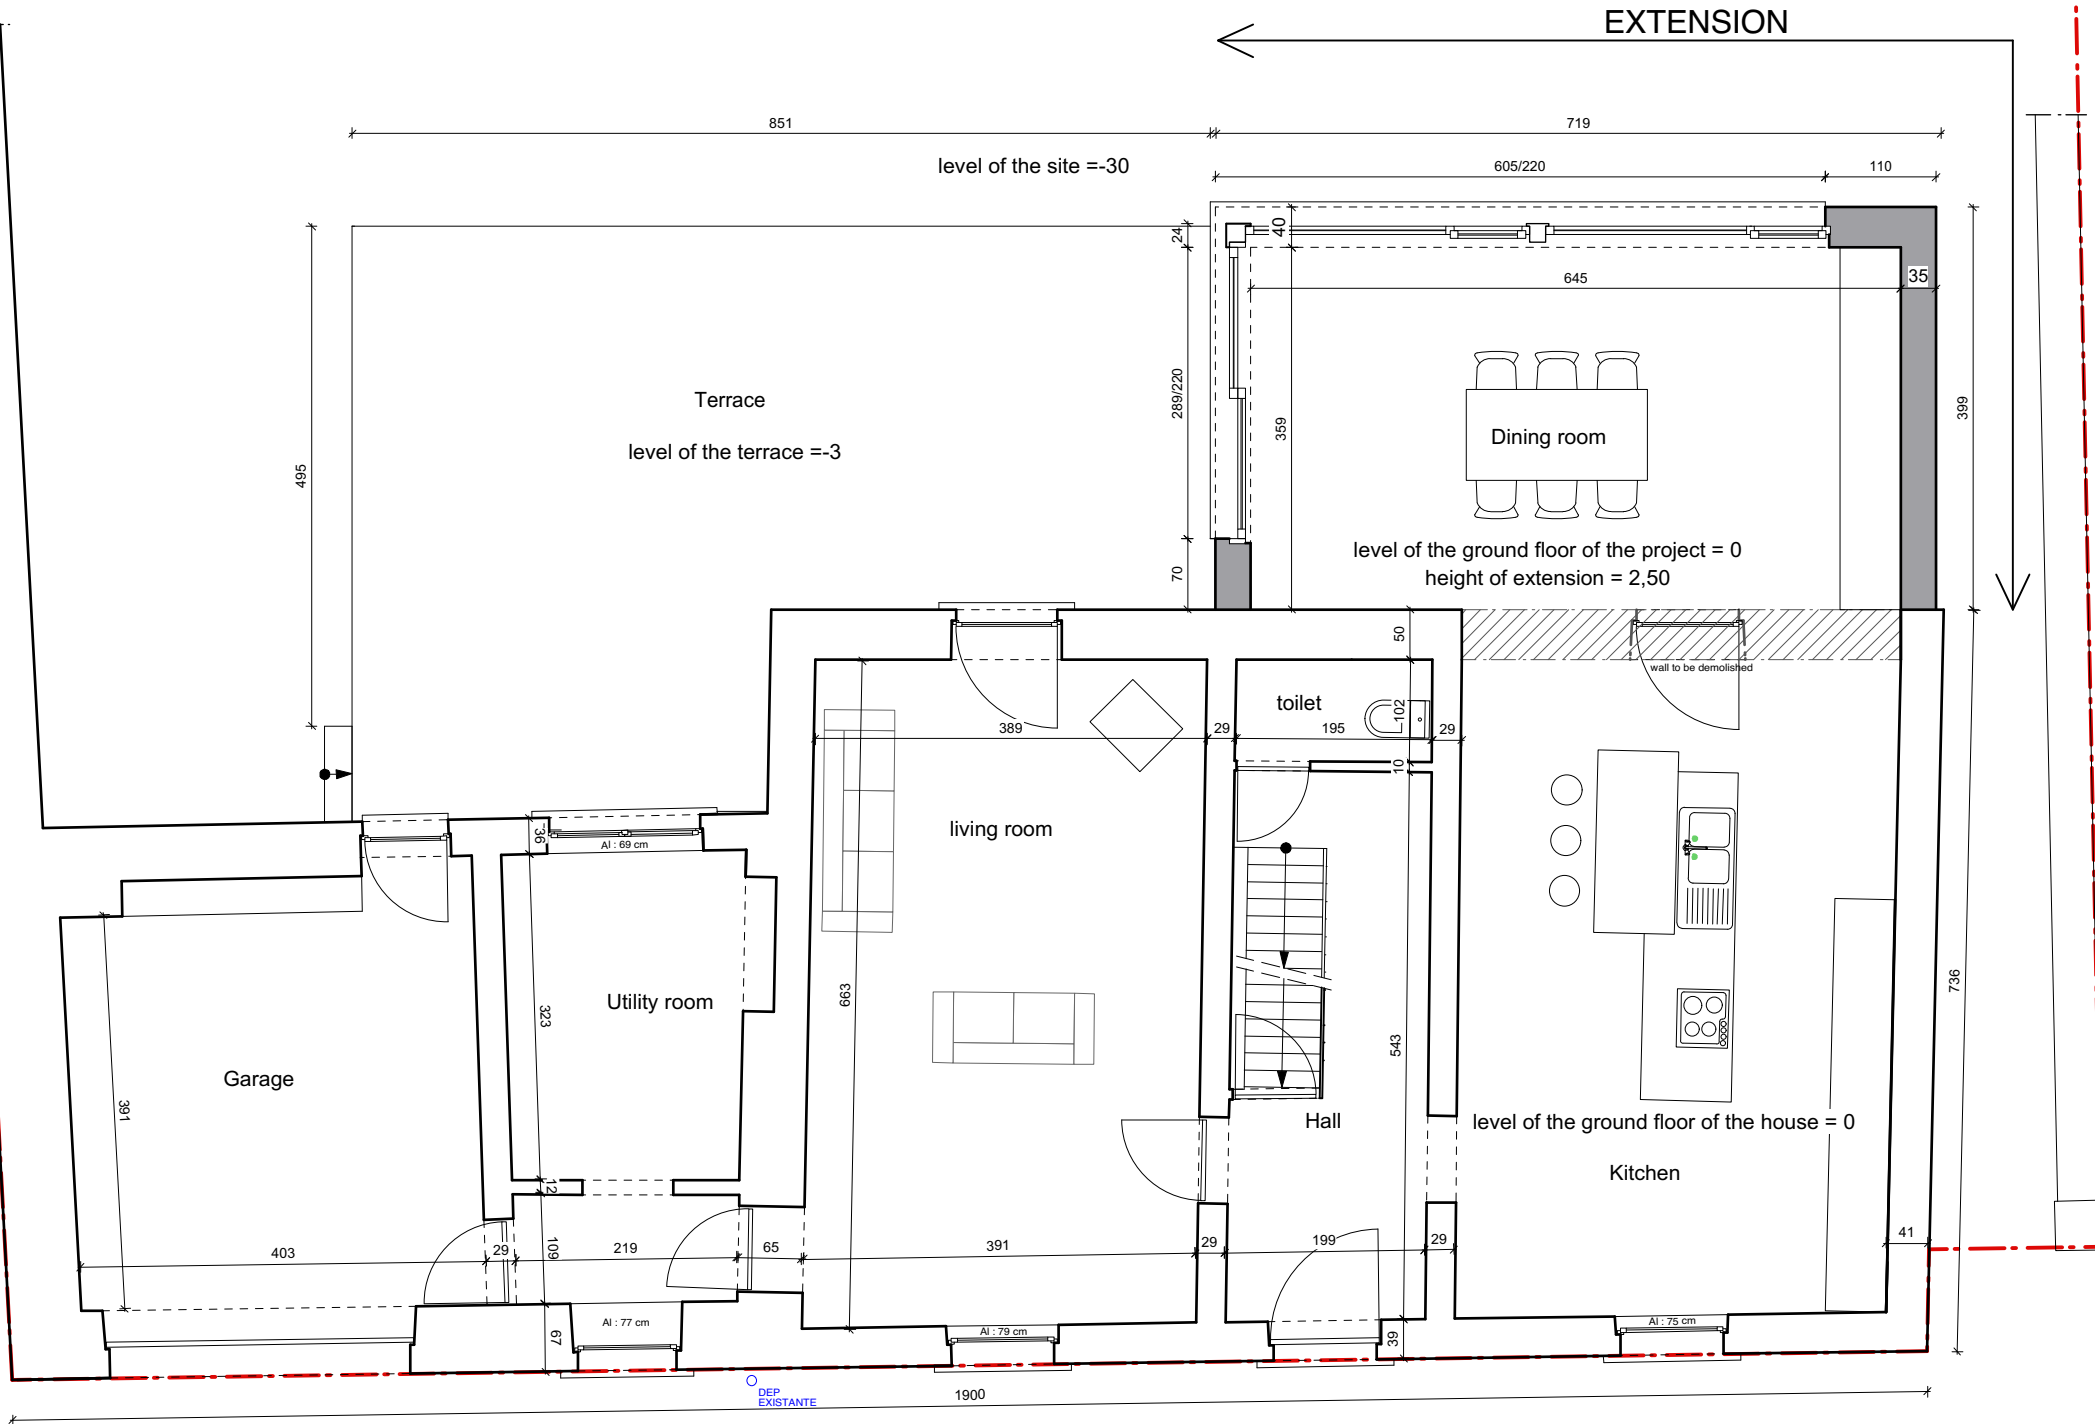 EXTENSION
851
719
level of the site =-30
605/220
110
24
40
645
35
Terrace
289/220
359
399
Dining room
level of the terrace =-3
495
level of the ground floor of the project = 0
height of extension = 2,50
70
50
wall to be demolished
toilet
102
389
29
195
29
10
living room
36
Al : 69 cm
663
736
Utility room
323
543
Garage
391
Hall
level of the ground floor of the house = 0
Kitchen
12
109
403
29
219
65
391
29
199
29
41
Al : 77 cm
67
Al : 79 cm
39
Al : 75 cm
DEP
EXISTANTE
1900